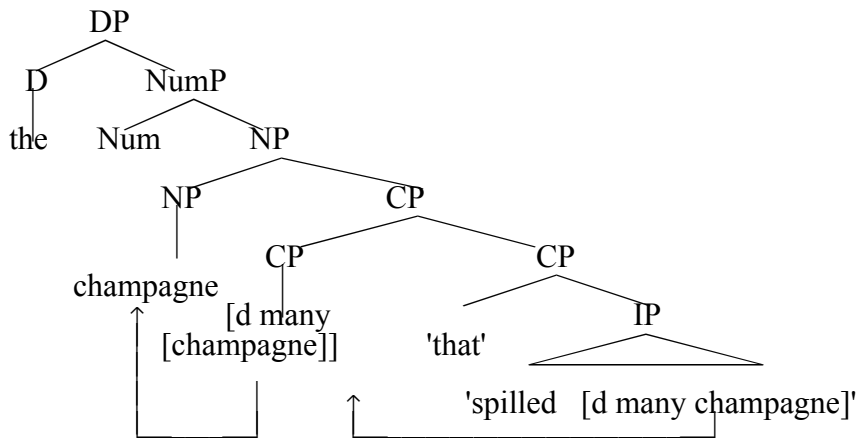 DP
D NumP
the Num NP
NP CP
CP CP
champagne
[d many IP
[champagne]] 'that'
'spilled [d many champagne]'